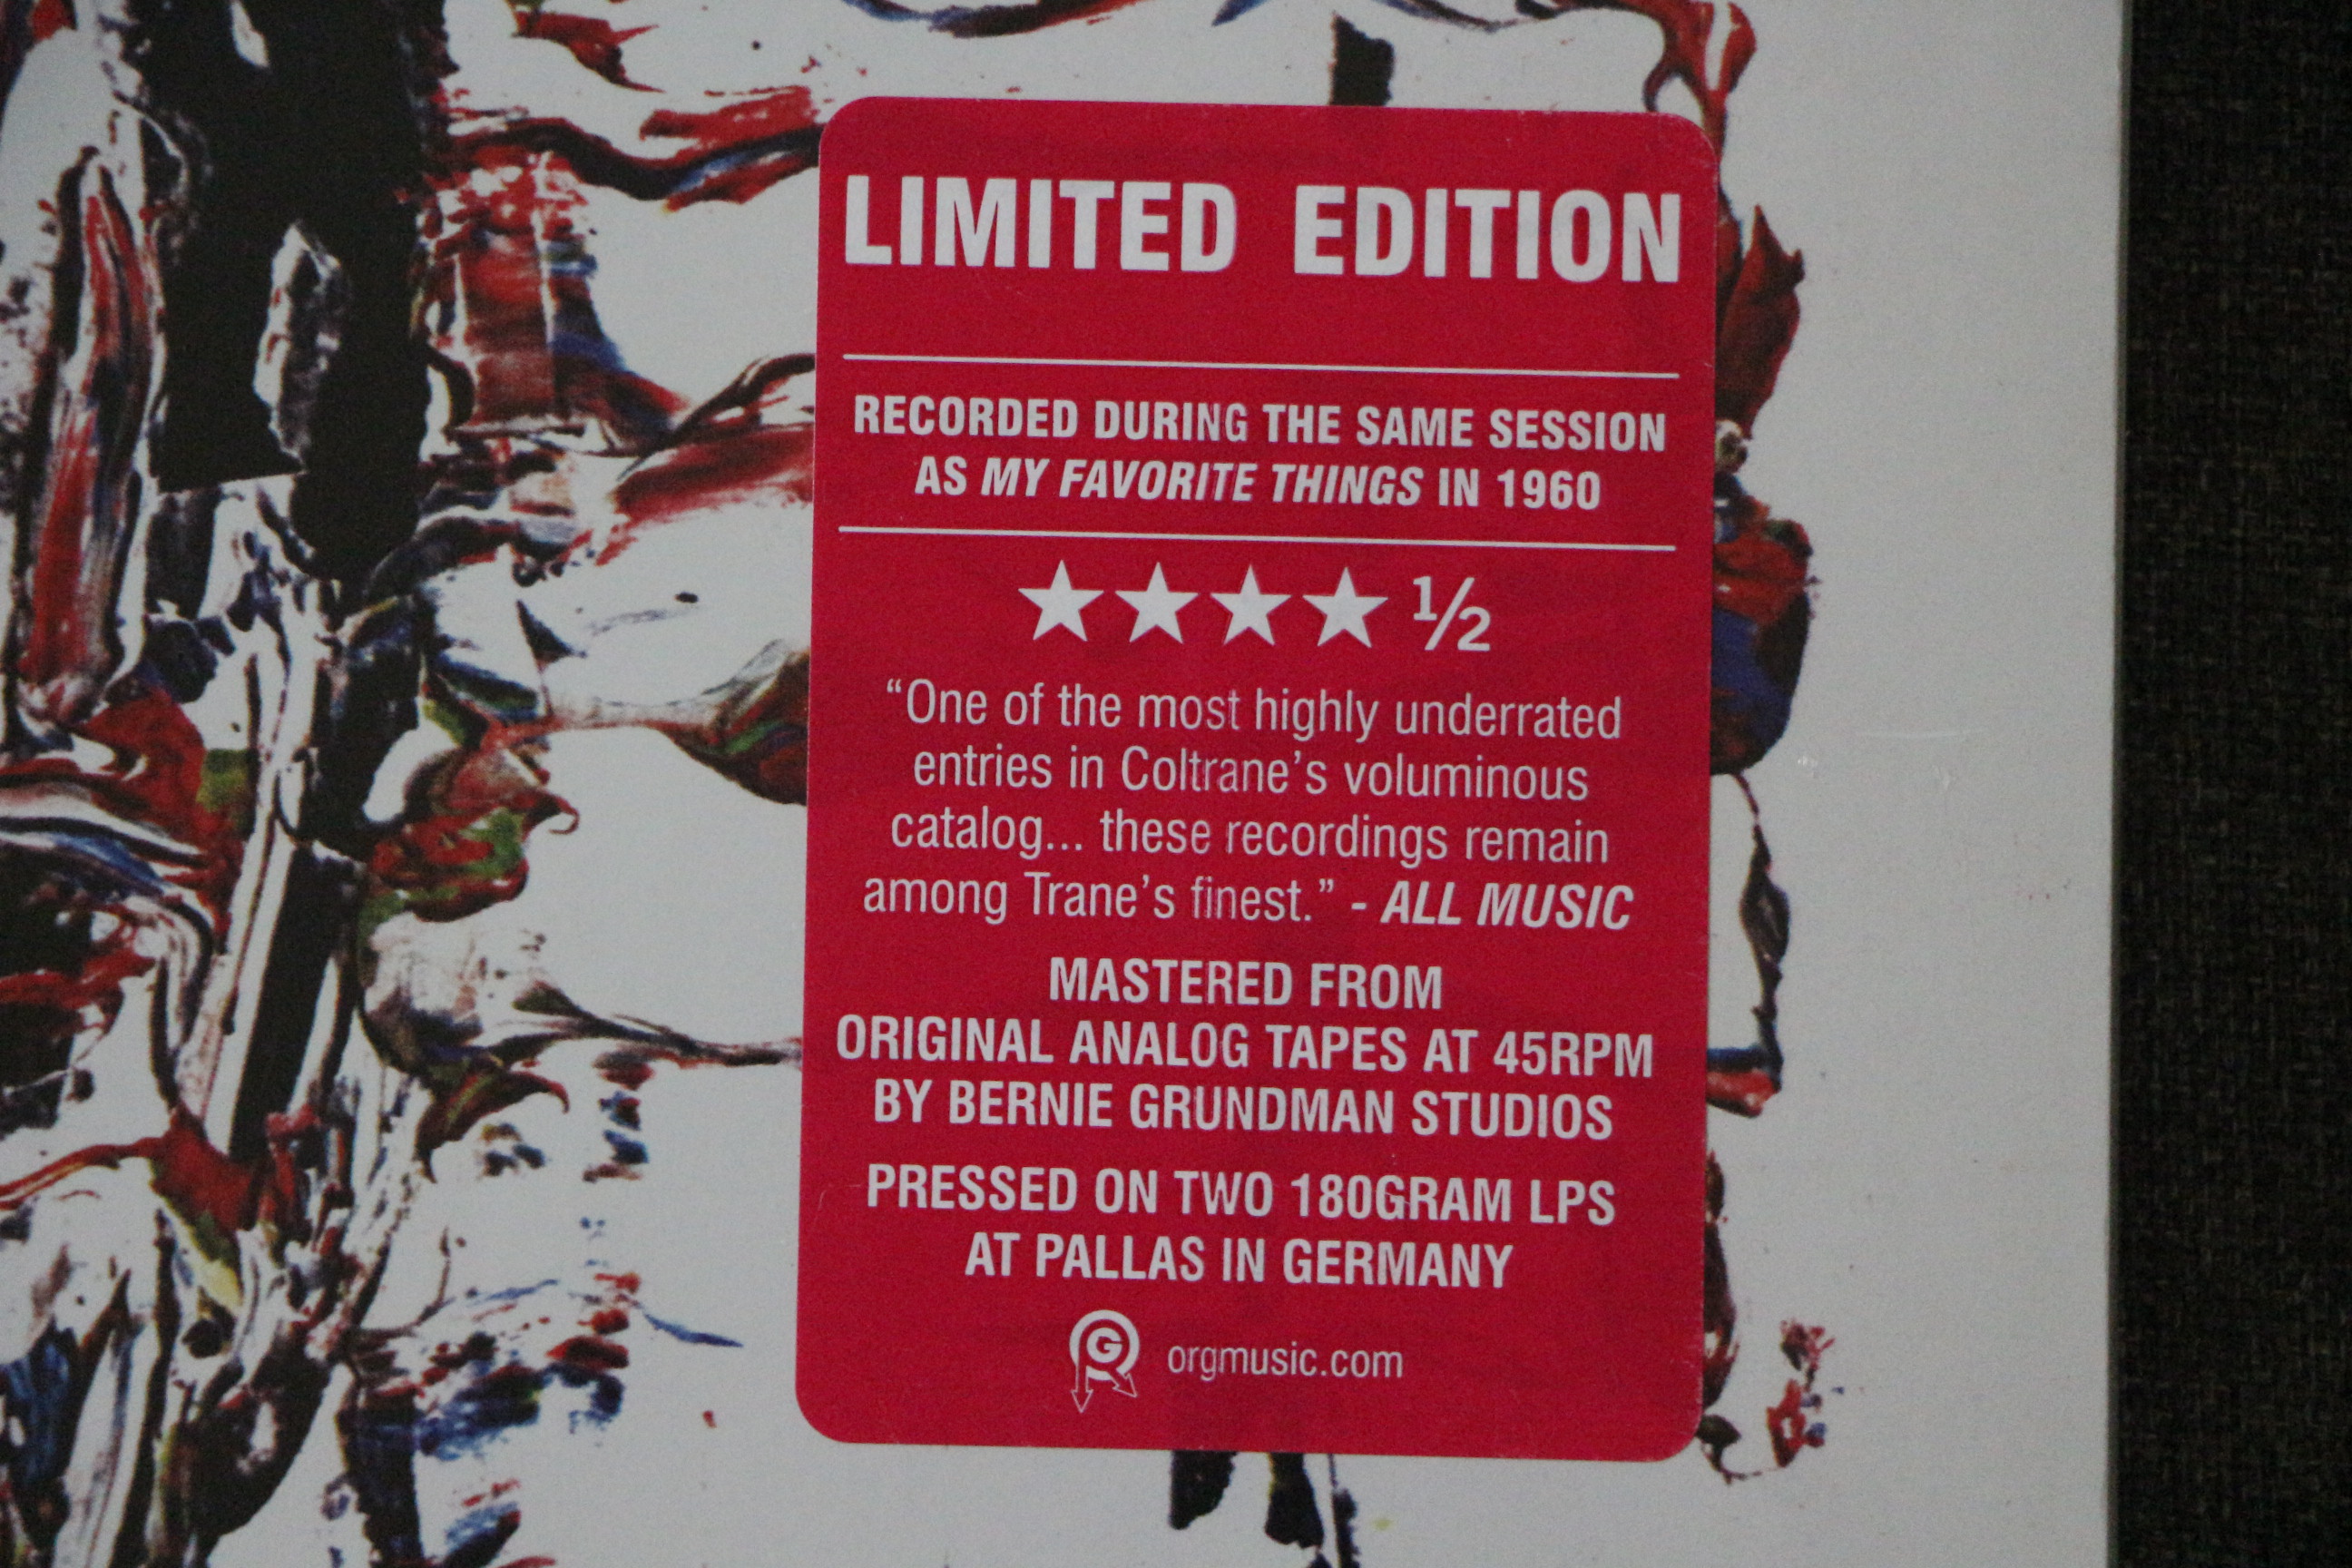 LIMITED EDITION
RECORDED DURING THE SAME SESSION
AS MY FAVORITE THINGS IN 1960
★★★★ ½
“One of the most highly underrated
entries in Coltrane’s voluminous
catalog... these recordings remain
among Trane’s finest.” - ALL MUSIC
MASTERED FROM
ORIGINAL ANALOG TAPES AT 45RPM
BY BERNIE GRUNDMAN STUDIOS
PRESSED ON TWO 180GRAM LPS
AT PALLAS IN GERMANY
G orgmusic.com